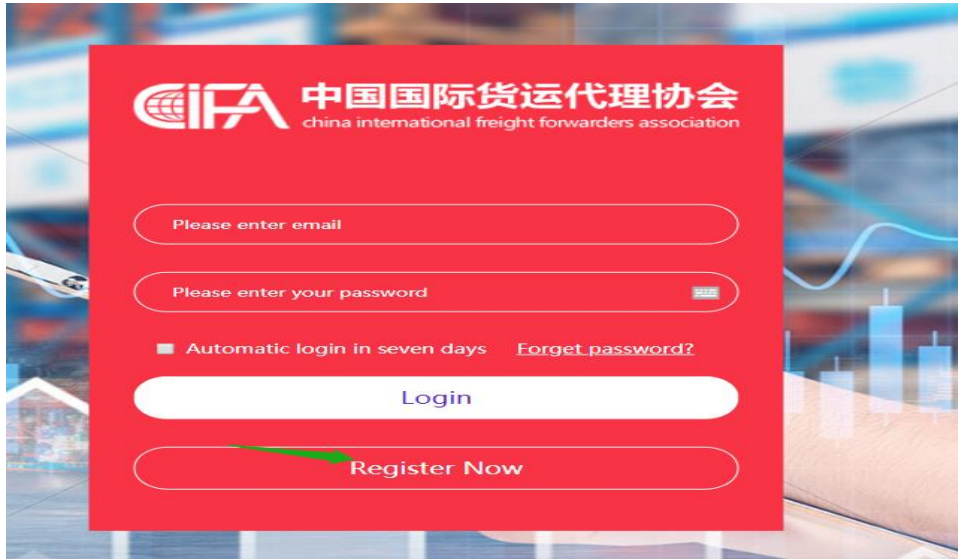 CIFA 中国国际货运代理协会
china international freight forwarders association
Please enter email
Please enter your password
Automatic login in seven days Forget password?
Login
Register Now